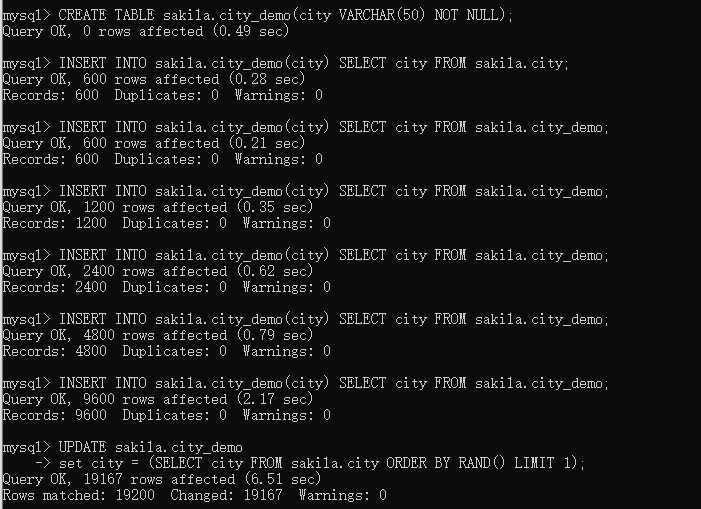 mysql> CREATE TABLE sakila.city_demo(city VARCHAR(50) NOT NULL);
Query OK, 0 rows affected (0.49 sec)
mysql> INSERT INTO sakila.city_demo(city) SELECT city FROM sakila.city;
Query OK, 600 rows affected (0.28 sec)
Records: 600  Duplicates: 0  Warnings: 0
mysql> INSERT INTO sakila.city_demo(city) SELECT city FROM sakila.city_demo;
Query OK, 600 rows affected (0.21 sec)
Records: 600  Duplicates: 0  Warnings: 0
mysql> INSERT INTO sakila.city_demo(city) SELECT city FROM sakila.city_demo;
Query OK, 1200 rows affected (0.35 sec)
Records: 1200  Duplicates: 0  Warnings: 0
mysql> INSERT INTO sakila.city_demo(city) SELECT city FROM sakila.city_demo;
Query OK, 2400 rows affected (0.62 sec)
Records: 2400  Duplicates: 0  Warnings: 0
mysql> INSERT INTO sakila.city_demo(city) SELECT city FROM sakila.city_demo;
Query OK, 4800 rows affected (0.79 sec)
Records: 4800  Duplicates: 0  Warnings: 0
mysql> INSERT INTO sakila.city_demo(city) SELECT city FROM sakila.city_demo;
Query OK, 9600 rows affected (2.17 sec)
Records: 9600  Duplicates: 0  Warnings: 0
mysql> UPDATE sakila.city_demo
    -> set city = (SELECT city FROM sakila.city ORDER BY RAND() LIMIT 1);
Query OK, 19167 rows affected (6.51 sec)
Rows matched: 19200  Changed: 19167  Warnings: 0